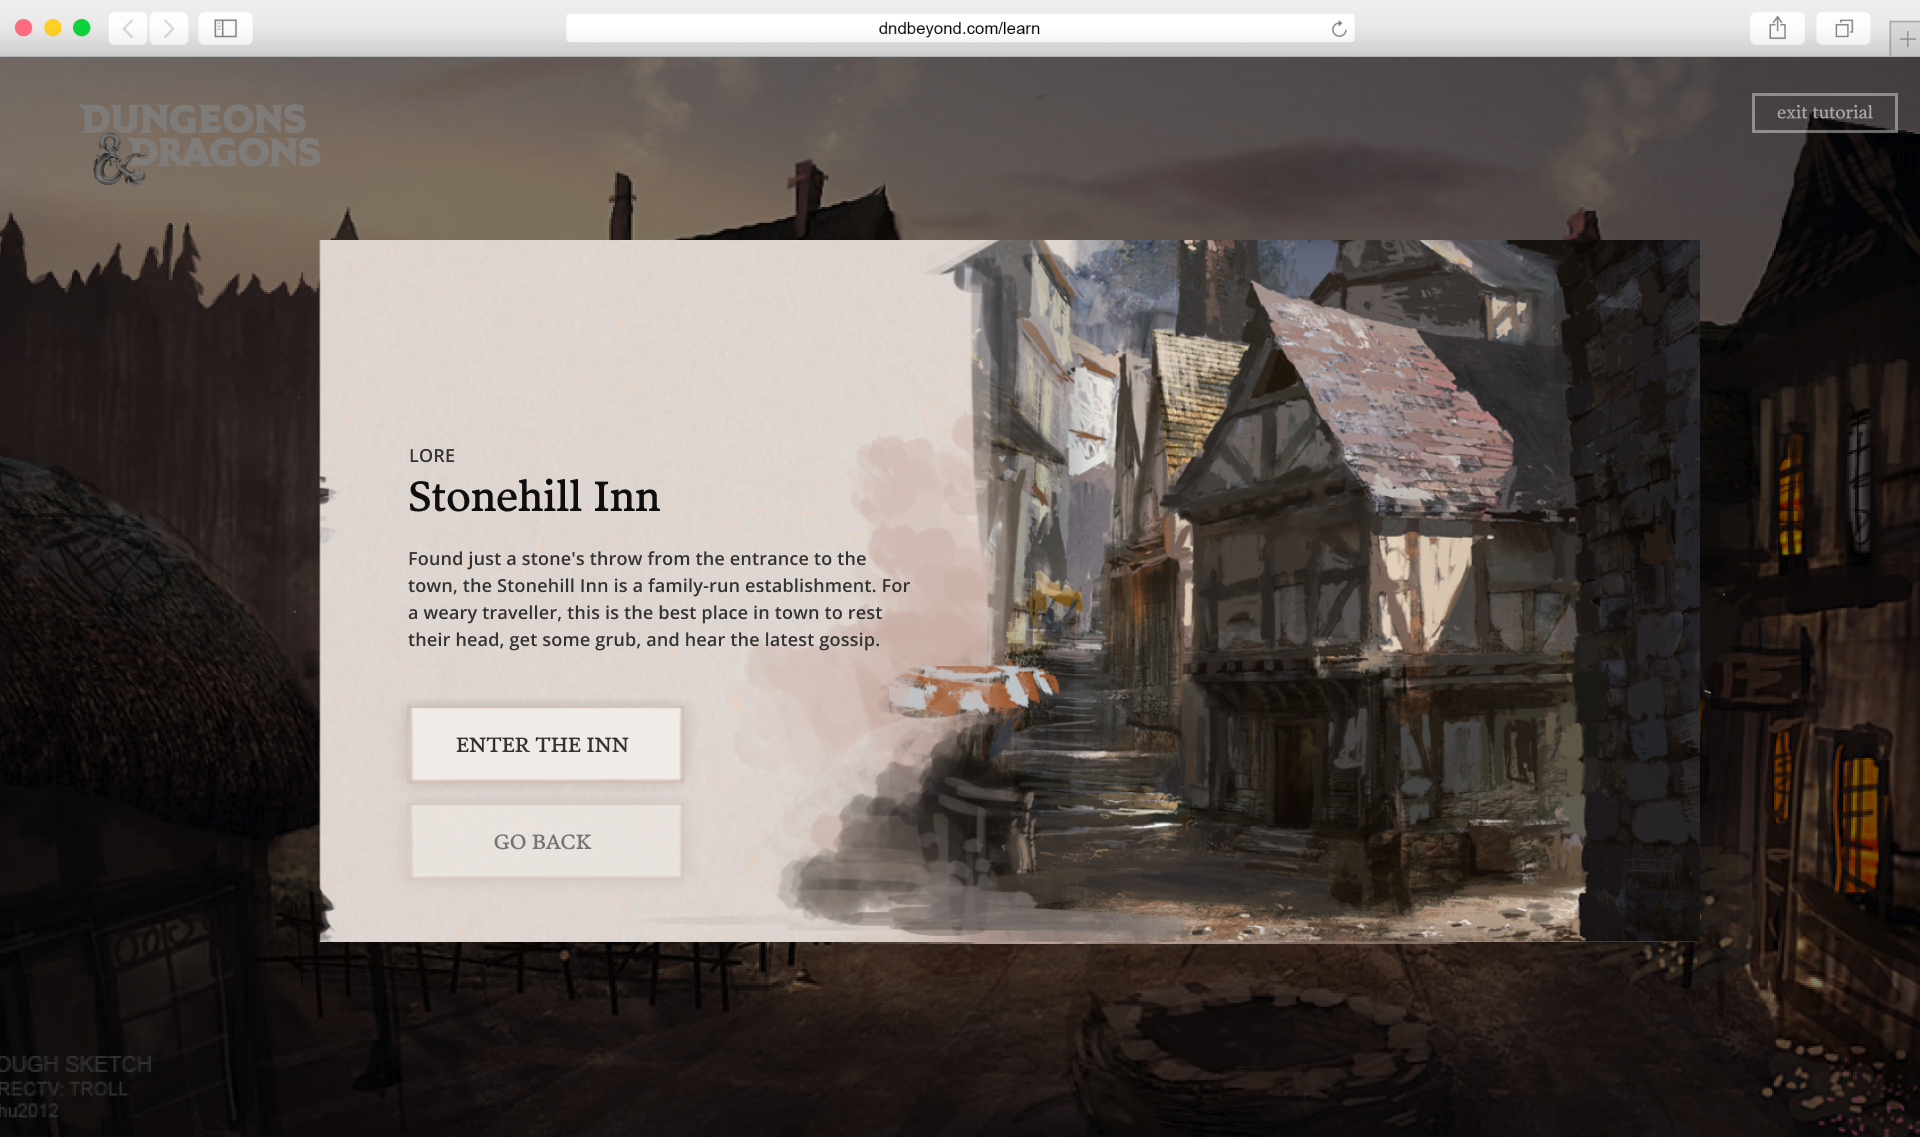 dndbeyond.com/learn
DUNGEONS
& DRAGONS
exit tutorial
LORE
Stonehill Inn
Found just a stone's throw from the entrance to the
town, the Stonehill Inn is a family-run establishment. For
a weary traveller, this is the best place in town to rest
their head, get some grub, and hear the latest gossip.
ENTER THE INN
GO BACK
OUGH SKETCH
RECTV: TROLL
hu2012